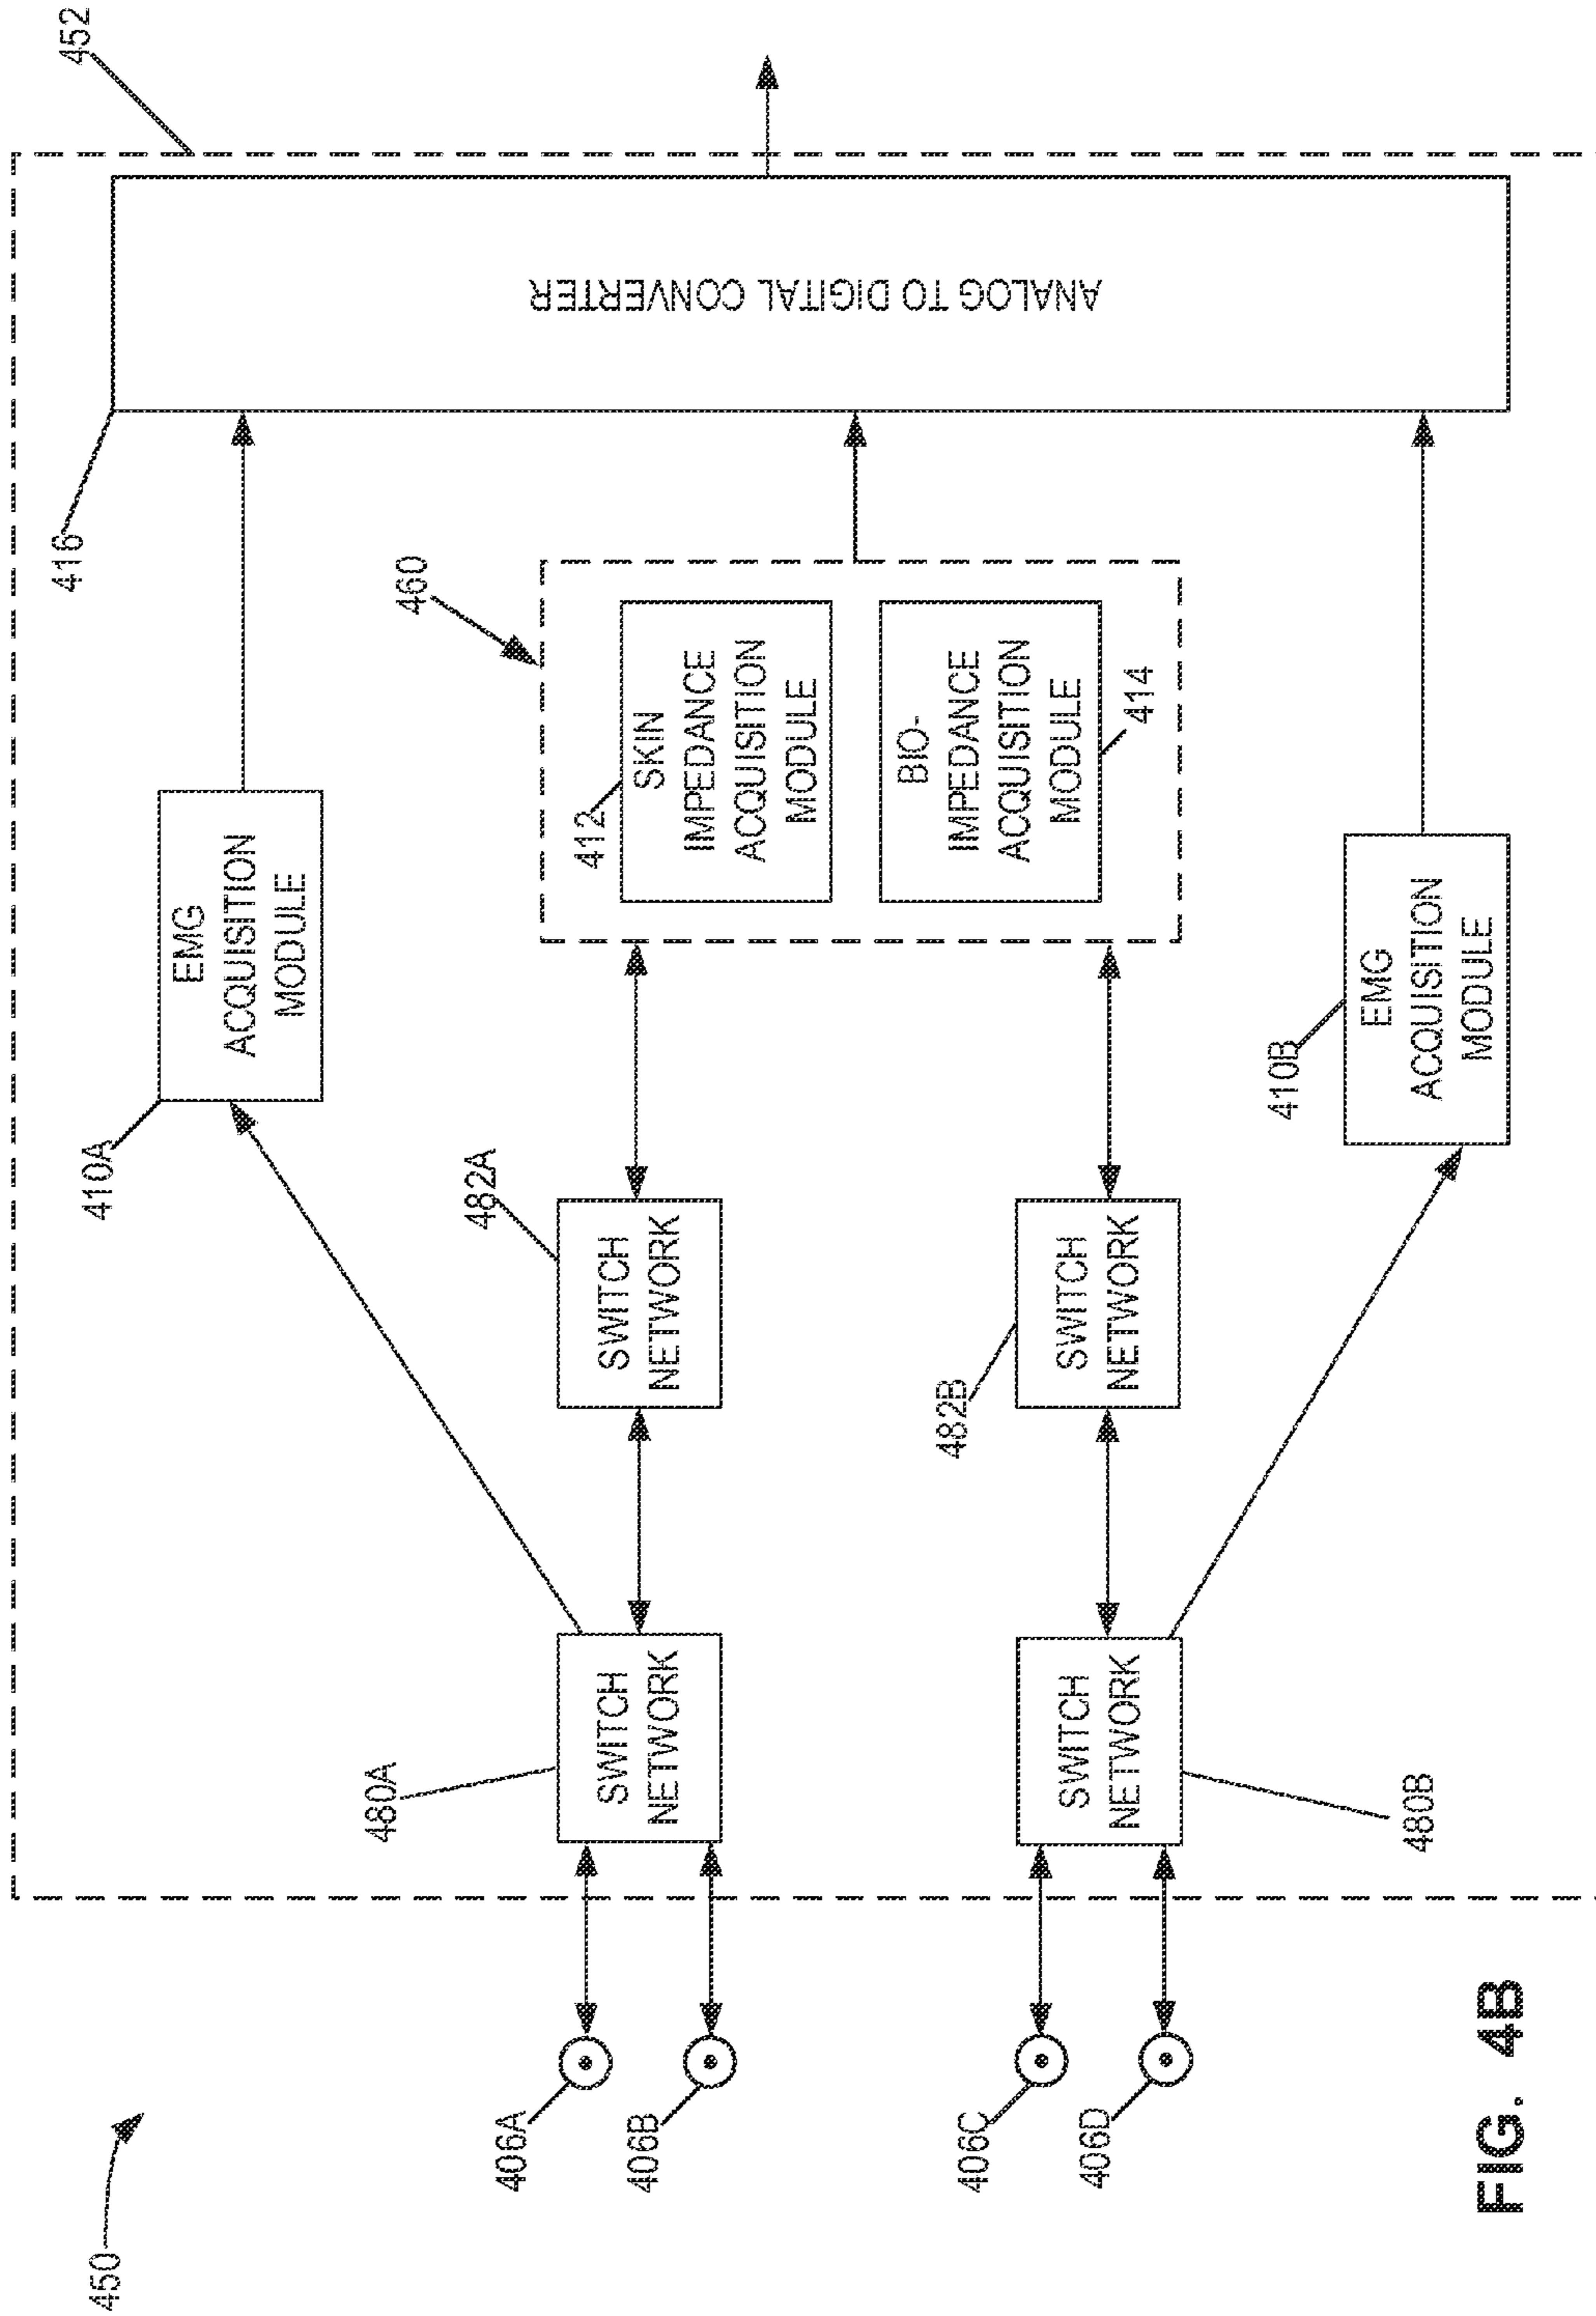 450
452
416
ANALOG TO DIGITAL CONVERTER
410A
EMG
ACQUISITION
MODULE
460
412
SKIN
IMPEDANCE
ACQUISITION
MODULE
BIO-
IMPEDANCE
ACQUISITION
MODULE
414
482A
SWITCH
NETWORK
482B
SWITCH
NETWORK
410B
EMG
ACQUISITION
MODULE
480A
SWITCH
NETWORK
SWITCH
NETWORK
480B
406A
406B
406C
406D
FIG. 4B